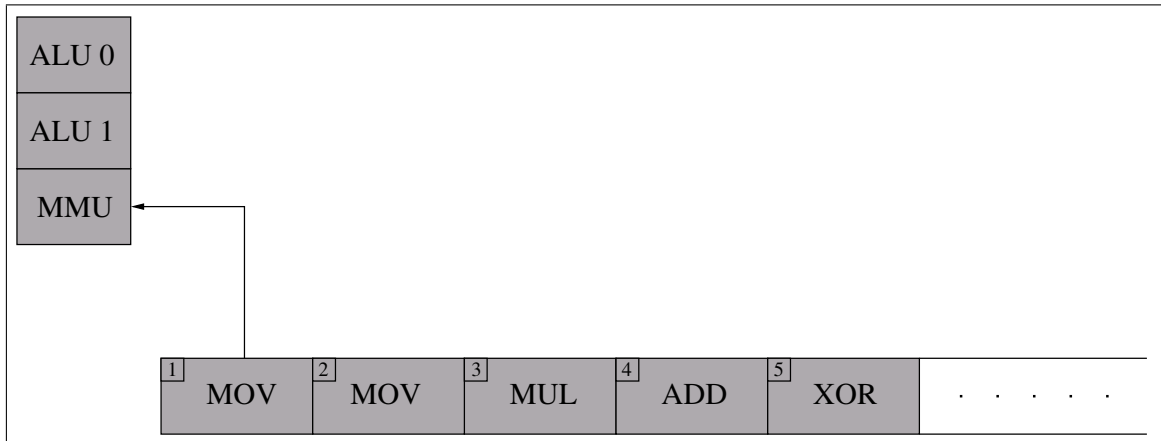 ALU 0
ALU 1
MMU
1 MOV
2 MOV
3 MUL
4 ADD
5 XOR
. . . . .